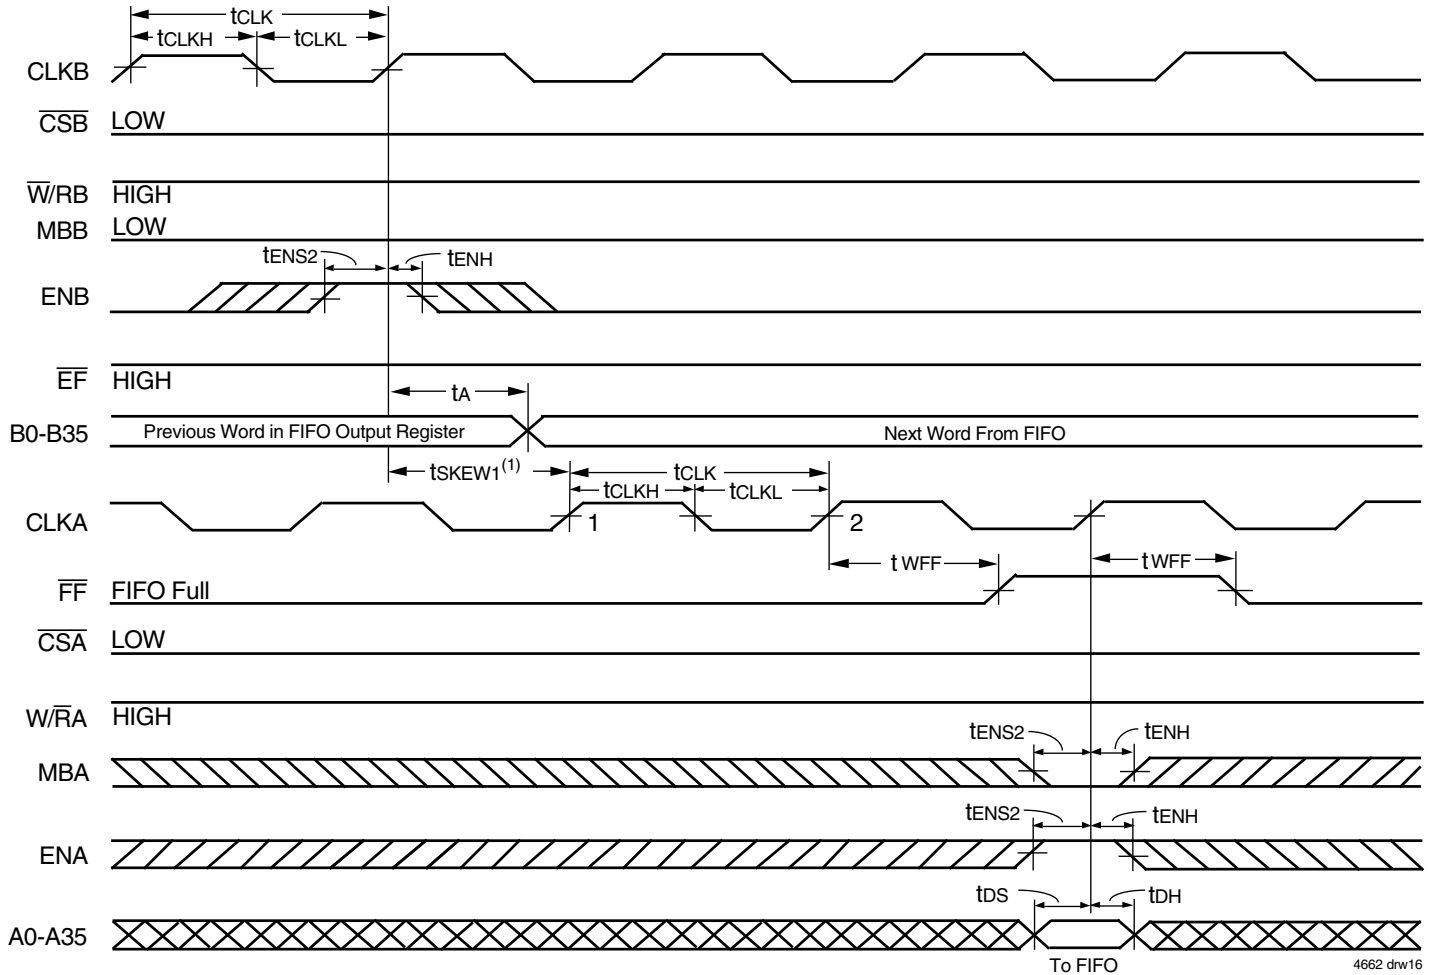 tCLK
tCLKH tCLKL
CLKB
CSB LOW
W/RB HIGH
MBB LOW
tENS2 tENH
ENB
EF HIGH
tA
B0-B35 Previous Word in FIFO Output Register Next Word From FIFO
tSKEW1(1) tCLK
tCLKH tCLKL
CLKA 1 2
tWFF tWFF
FF FIFO Full
CSA LOW
W/RA HIGH
tENS2 tENH
MBA
tENS2 tENH
ENA
tDS tDH
A0-A35
To FIFO 4662 drw16